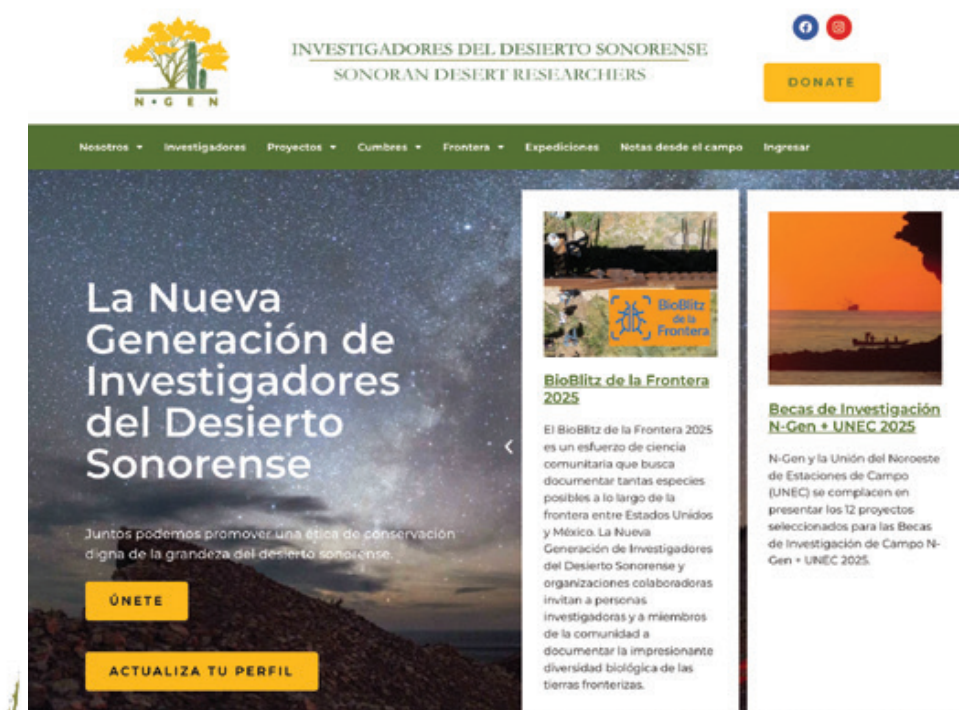 INVESTIGADORES DEL DESIERTO SONORENSE
SONORAN DESERT RESEARCHERS
N • G E N
DONATE
Nosotros Investigadores Proyectos Cumbres Frontera Expediciones Notas desde el campo Ingresar
La Nueva
Generación de
Investigadores
del Desierto
Sonorense
Juntos podemos promover una ética de conservación
digna de la grandeza del desierto sonorense.
ÚNETE
ACTUALIZA TU PERFIL
BioBlitz
de la
Frontera
BioBlitz de la Frontera
2025
El BioBlitz de la Frontera 2025
es un esfuerzo de ciencia
comunitaria que busca
documentar tantas especies
posibles a lo largo de la
frontera entre Estados Unidos
y México. La Nueva
Generación de Investigadores
del Desierto Sonorense y
organizaciones colaboradoras
invitan a personas
investigadoras y a miembros
de la comunidad a
documentar la impresionante
diversidad biológica de las
tierras fronterizas.
Becas de Investigación
N-Gen + UNEC 2025
N-Gen y la Unión del Noroeste
de Estaciones de Campo
(UNEC) se complacen en
presentar los 12 proyectos
seleccionados para las Becas
de Investigación de Campo N-
Gen + UNEC 2025.